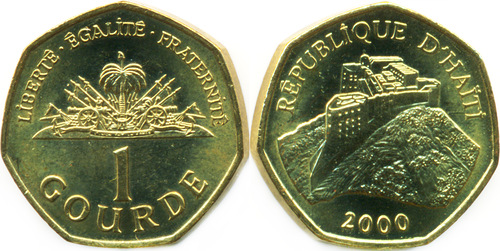 LIBERTÉ · ÉGALITÉ · FRATERNITÉ
1
GOURDE
RÉPUBLIQUE D'HAÏTI
2000